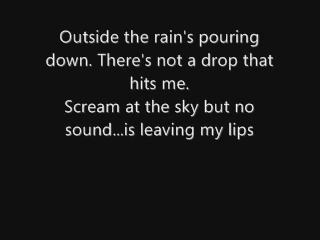 Outside the rain's pouring
down. There's not a drop that
hits me.
Scream at the sky but no
sound...is leaving my lips